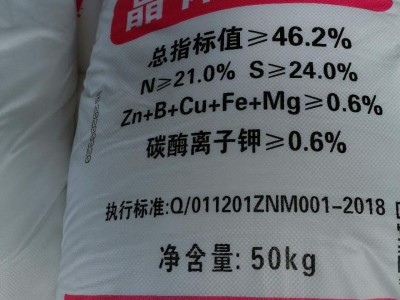 总指标值≥46.2%
N≥21.0% S≥24.0%
Zn+B+Cu+Fe+Mg≥0.6%
碳酶离子钾≥0.6%
执行标准:Q/011201ZNM001-2018
净含量: 50kg